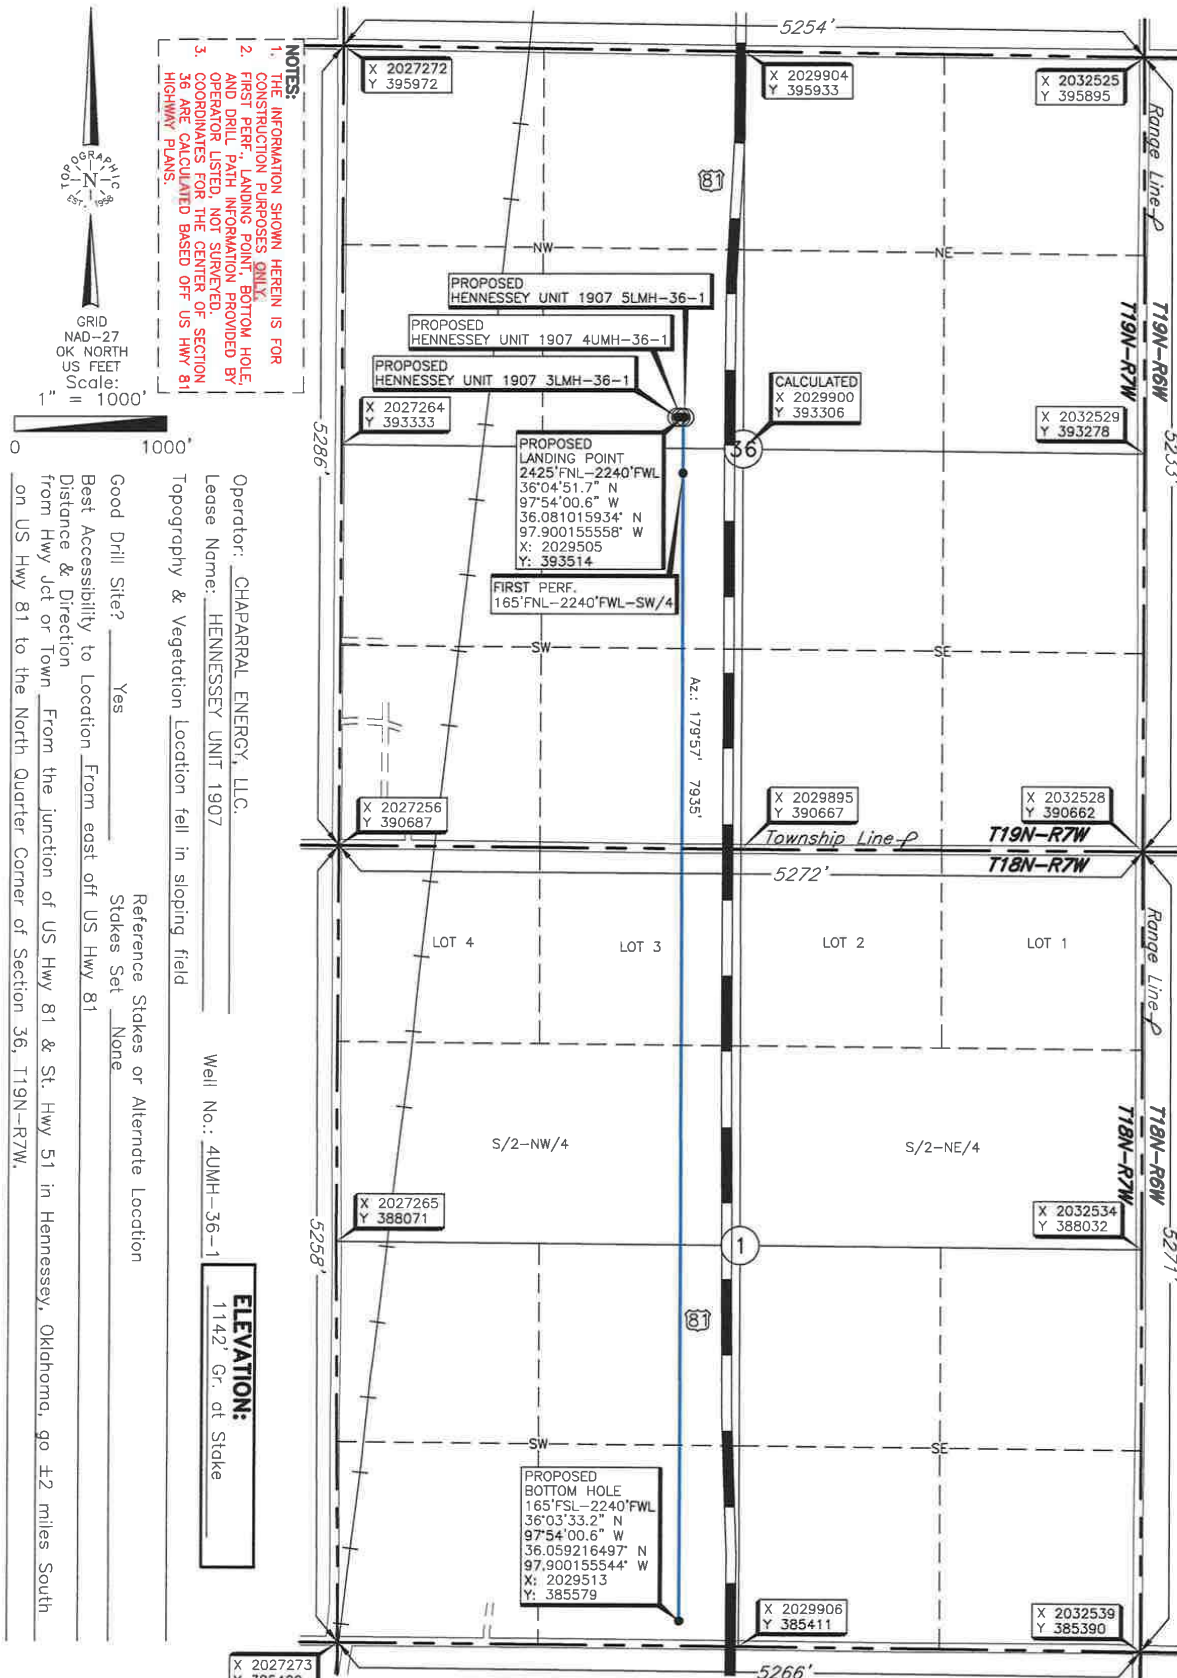 5254'
X 2027272
Y 395972
X 2029904
Y 395933
X 2032525
Y 395895
Range Line
T19N-R6W
T19N-R7W
81
NW
NE
PROPOSED
HENNESSEY UNIT 1907 5LMH-36-1
PROPOSED
HENNESSEY UNIT 1907 4UMH-36-1
PROPOSED
HENNESSEY UNIT 1907 3LMH-36-1
X 2027264
Y 393333
CALCULATED
X 2029900
Y 393306
X 2032529
Y 393278
36
5286'
5233'
PROPOSED
LANDING POINT
2425'FNL-2240'FWL
36°04'51.7" N
97°54'00.6" W
36.081015934° N
97.900155558° W
X: 2029505
Y: 393514
FIRST PERF.
165'FNL-2240'FWL-SW/4
SW
SE
Az.: 179°57' 7935'
X 2027256
Y 390687
X 2029895
Y 390667
X 2032528
Y 390662
Township Line
T19N-R7W
T18N-R7W
5272'
LOT 4
LOT 3
LOT 2
LOT 1
Range Line
T18N-R6W
T18N-R7W
S/2-NW/4
S/2-NE/4
X 2027265
Y 388071
X 2032534
Y 388032
1
5258'
5271'
81
SW
SE
PROPOSED
BOTTOM HOLE
165'FSL-2240'FWL
36°03'33.2" N
97°54'00.6" W
36.059216497° N
97.900155544° W
X: 2029513
Y: 385579
X 2029906
Y 385411
X 2032539
Y 385390
X 2027273
5266'
NOTES:
1. THE INFORMATION SHOWN HEREIN IS FOR
CONSTRUCTION PURPOSES ONLY.
2. FIRST PERF., LANDING POINT, BOTTOM HOLE,
AND DRILL PATH INFORMATION PROVIDED BY
OPERATOR LISTED, NOT SURVEYED.
3. COORDINATES FOR THE CENTER OF SECTION
36 ARE CALCULATED BASED OFF US HWY 81
HIGHWAY PLANS.
TOPOGRAPHIC
N
EST. 1958
GRID
NAD-27
OK NORTH
US FEET
Scale:
1" = 1000'
0 1000'
Operator: CHAPARRAL ENERGY, LLC.
Lease Name: HENNESSEY UNIT 1907 Well No.: 4UMH-36-1
ELEVATION:
1142' Gr. at Stake
Topography & Vegetation Location fell in sloping field
Reference Stakes or Alternate Location
Good Drill Site? Yes Stakes Set None
Best Accessibility to Location From east off US Hwy 81
Distance & Direction
from Hwy Jct or Town From the junction of US Hwy 81 & St. Hwy 51 in Hennessey, Oklahoma, go ±2 miles South
on US Hwy 81 to the North Quarter Corner of Section 36, T19N-R7W.